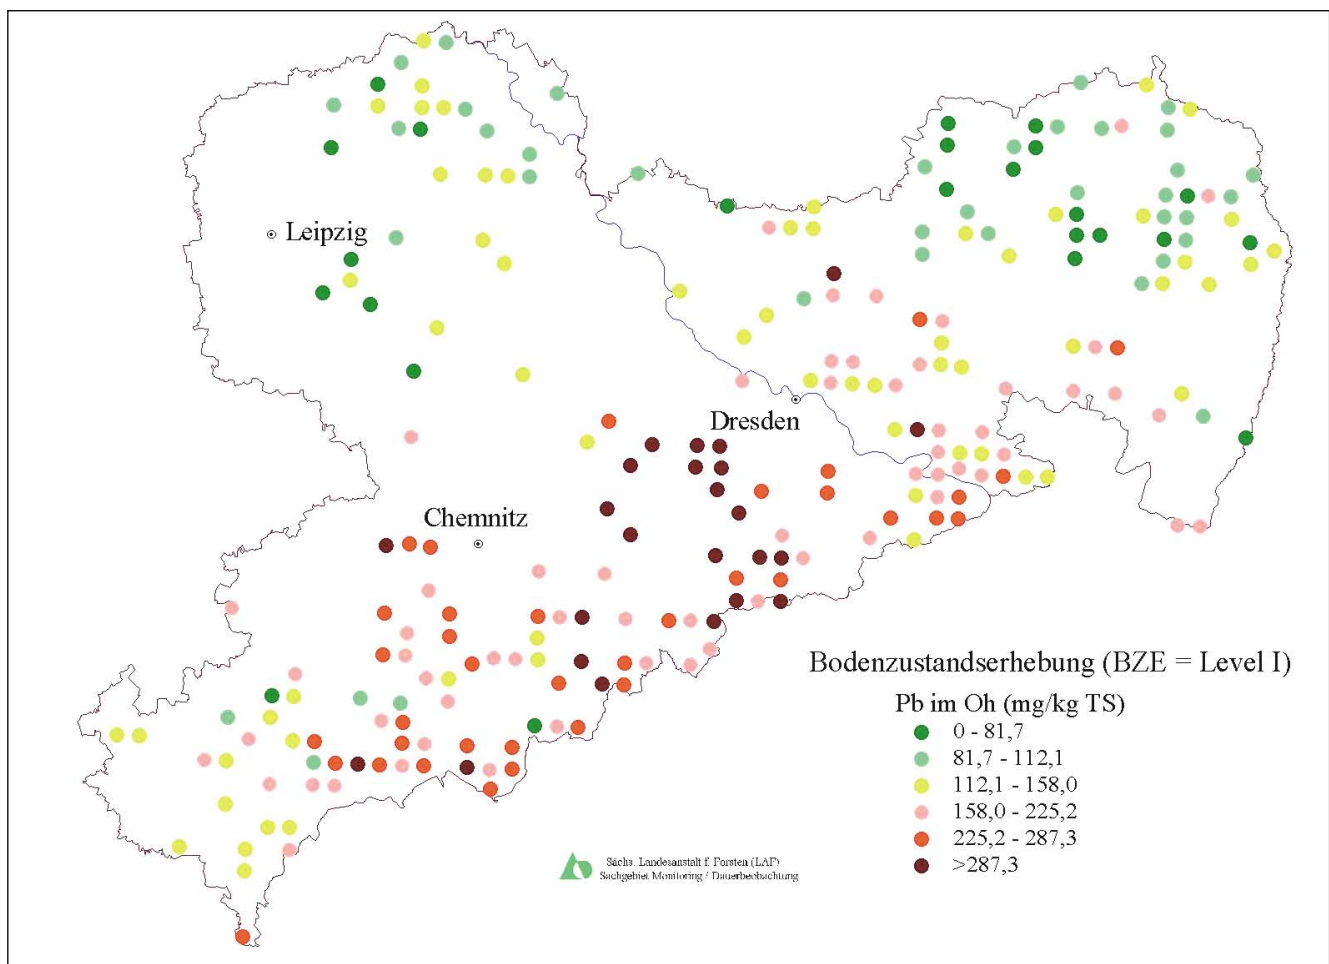 Leipzig
Dresden
Chemnitz
Bodenzustandserhebung (BZE = Level I)
Pb im Oh (mg/kg TS)
0 - 81,7
81,7 - 112,1
112,1 - 158,0
158,0 - 225,2
225,2 - 287,3
>287,3
Sächs. Landesanstalt f. Forsten (LAF)
Sachgebiet Monitoring / Dauerbeobachtung